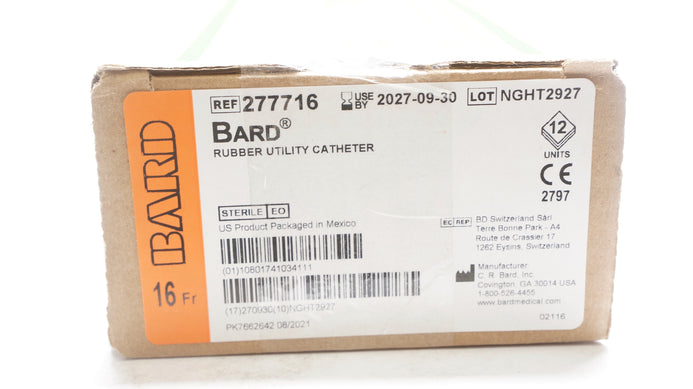 BARD
16 Fr
REF 277716
USE BY 2027-09-30
LOT NGHT2927
BARD®
RUBBER UTILITY CATHETER
12
UNITS
CE
2797
STERILE EO
US Product Packaged in Mexico
(01)10801741034111
(17)270930(10)NGHT2927
PK7662642 08/2021
EC REP
BD Switzerland Sàrl
Terre Bonne Park - A4
Route de Crassier 17
1262 Eysins, Switzerland
Manufacturer:
C. R. Bard, Inc.
Covington, GA 30014 USA
1-800-526-4455
www.bardmedical.com
02116